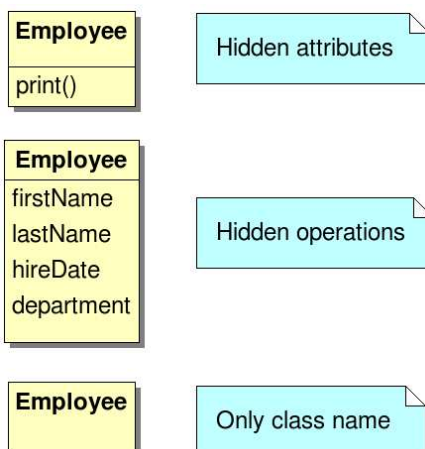 Employee
print()
Hidden attributes
Employee
firstName
lastName
hireDate
department
Hidden operations
Employee
Only class name